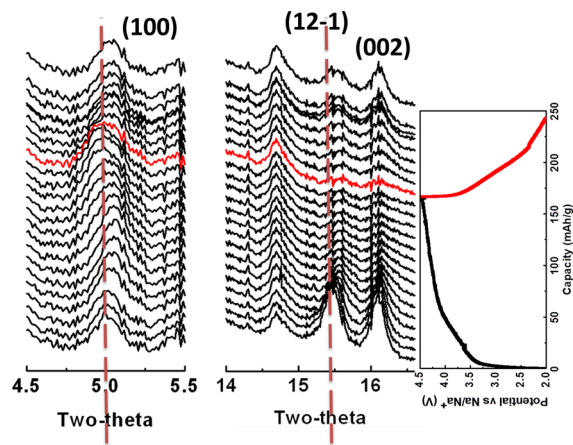 (100)
(12-1)
(002)
4.5 5.0 5.5
Two-theta
14 15 16
Two-theta
0 50 100 150 200 250
Capacity (mAh/g)
4.5 4.0 3.5 3.0 2.5 2.0
Potential vs Na/Na+ (V)